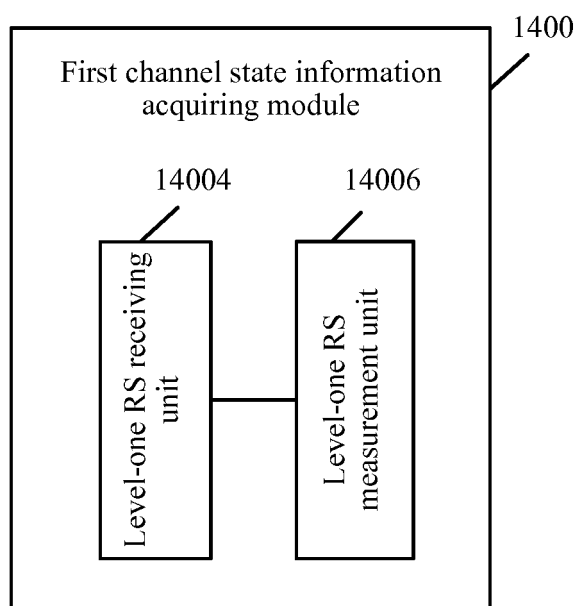 1400
First channel state information
acquiring module
14004
14006
Level-one RS receiving
unit
Level-one RS
measurement unit